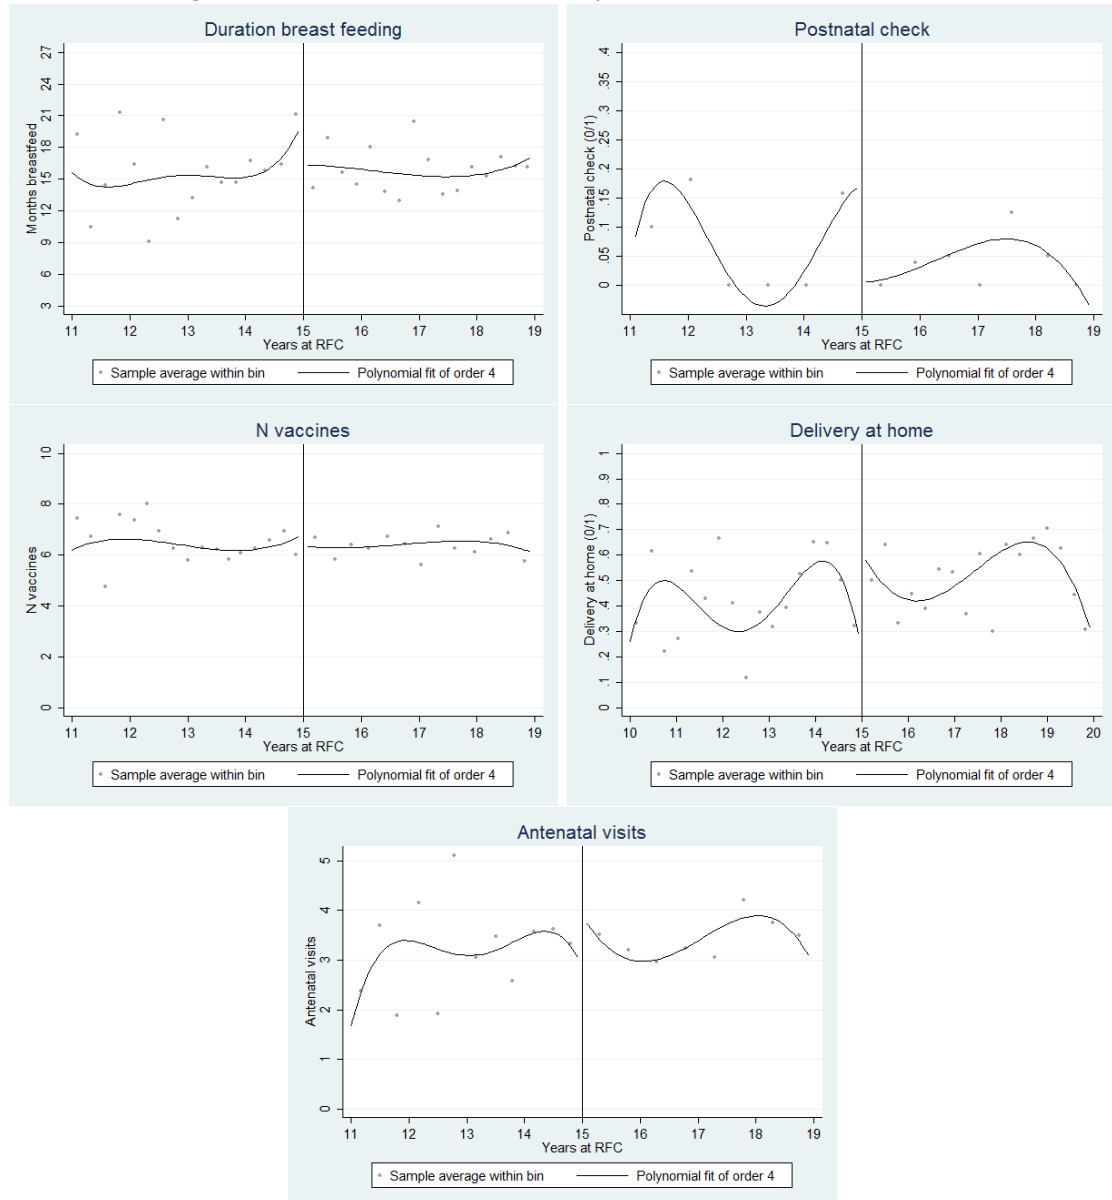 Duration breast feeding
Months breastfeed
27
24
21
18
15
12
9
6
3
11 12 13 14 15 16 17 18 19
Years at RFC
Sample average within bin Polynomial fit of order 4
Postnatal check
Postnatal check (0/1)
.4
.35
.3
.25
.2
.15
.1
.05
0
11 12 13 14 15 16 17 18 19
Years at RFC
Sample average within bin Polynomial fit of order 4
N vaccines
N vaccines
10
8
6
4
2
0
11 12 13 14 15 16 17 18 19
Years at RFC
Sample average within bin Polynomial fit of order 4
Delivery at home
Delivery at home (0/1)
1
.9
.8
.7
.6
.5
.4
.3
.2
.1
0
10 11 12 13 14 15 16 17 18 19 20
Years at RFC
Sample average within bin Polynomial fit of order 4
Antenatal visits
Antenatal visits
5
4
3
2
1
0
11 12 13 14 15 16 17 18 19
Years at RFC
Sample average within bin Polynomial fit of order 4